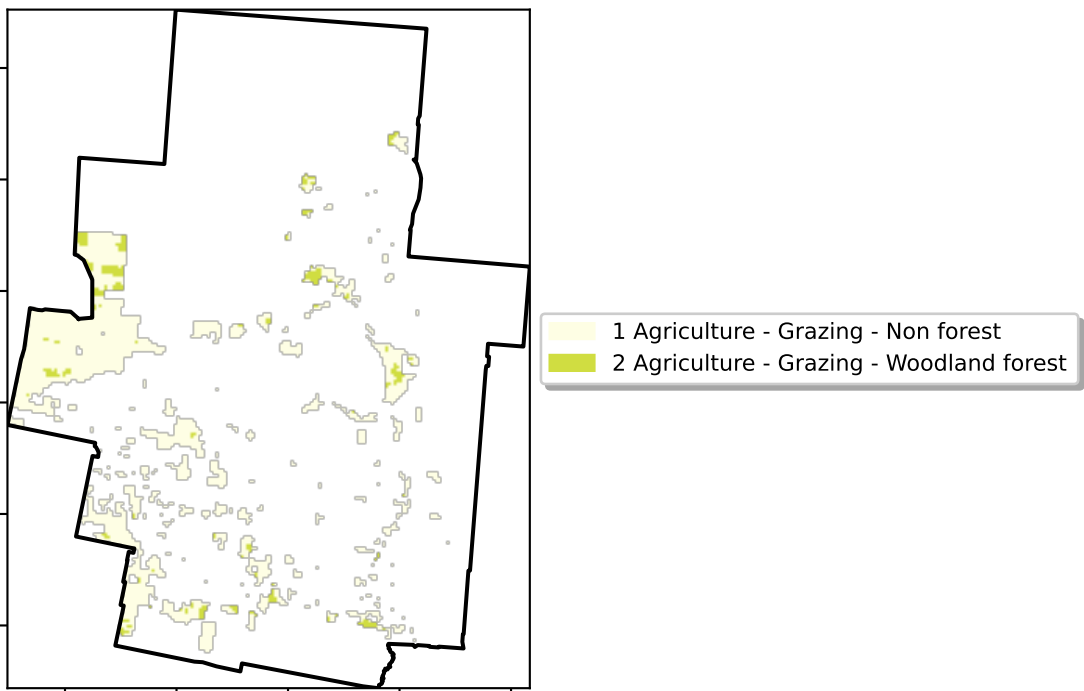 1 Agriculture - Grazing - Non forest
2 Agriculture - Grazing - Woodland forest